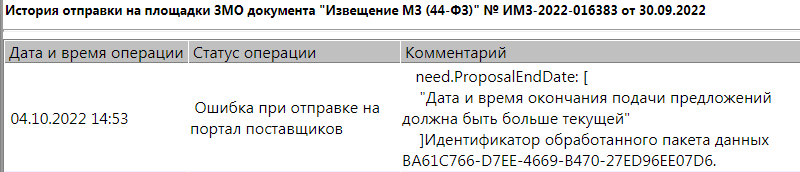 История отправки на площадки ЗМО документа "Извещение МЗ (44-ФЗ)" № ИМЗ-2022-016383 от 30.09.2022
Дата и время операции Статус операции Комментарий
04.10.2022 14:53
Ошибка при отправке на
портал поставщиков
need.ProposalEndDate: [
"Дата и время окончания подачи предложений
должна быть больше текущей"
]Идентификатор обработанного пакета данных
BA61C766-D7EE-4669-B470-27ED96EE07D6.